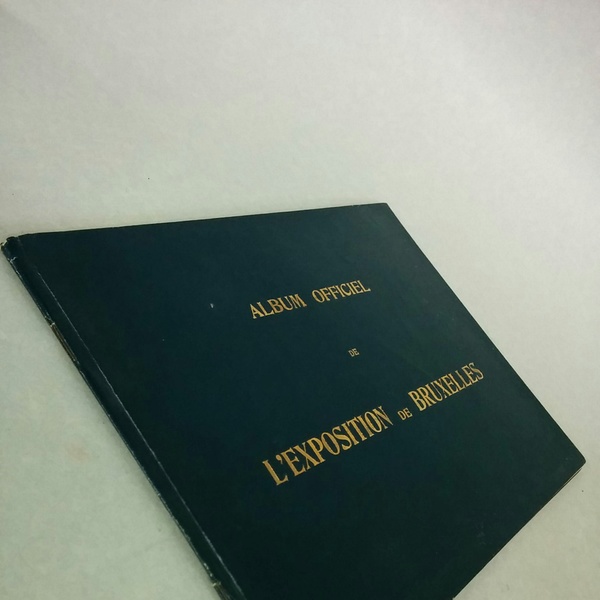 ALBUM OFFICIEL
DE
L'EXPOSITION DE BRUXELLES